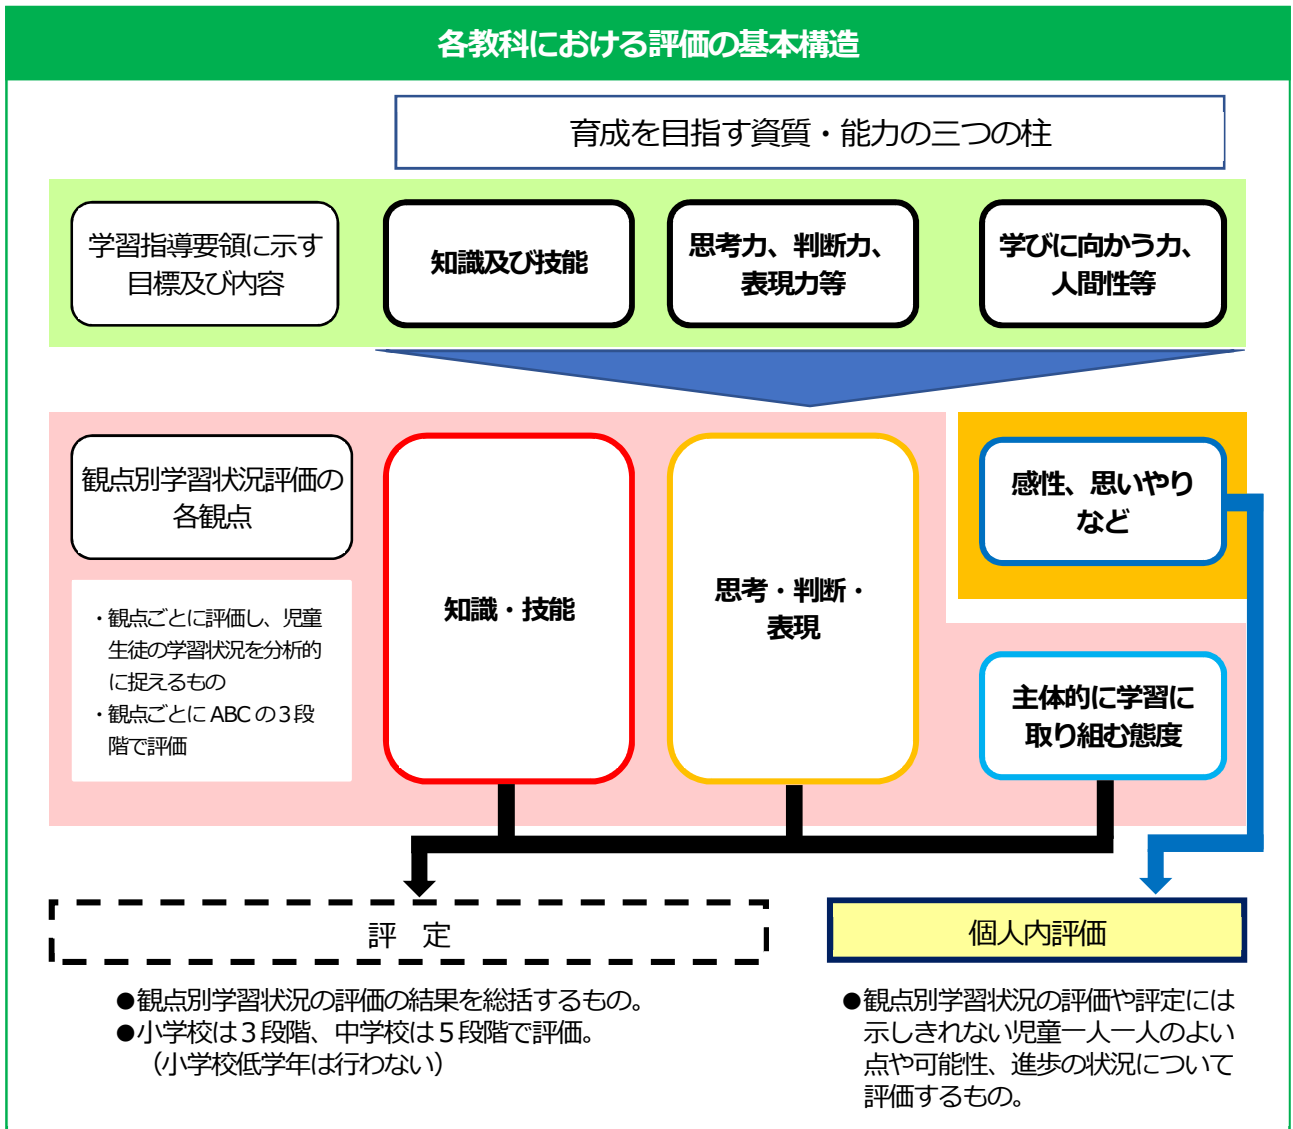 各教科における評価の基本構造
育成を目指す資質・能力の三つの柱
学習指導要領に示す
目標及び内容
知識及び技能
思考力、判断力、
表現力等
学びに向かう力、
人間性等
観点別学習状況評価の
各観点
・観点ごとに評価し、児童
生徒の学習状況を分析的
に捉えるもの
・観点ごとに ABC の３段
階で評価
知識・技能
思考・判断・
表現
感性、思いやり
など
主体的に学習に
取り組む態度
評　定
●観点別学習状況の評価の結果を総括するもの。
●小学校は３段階、中学校は５段階で評価。
（小学校低学年は行わない）
個人内評価
●観点別学習状況の評価や評定には
示しきれない児童一人一人のよい
点や可能性、進歩の状況について
評価するもの。